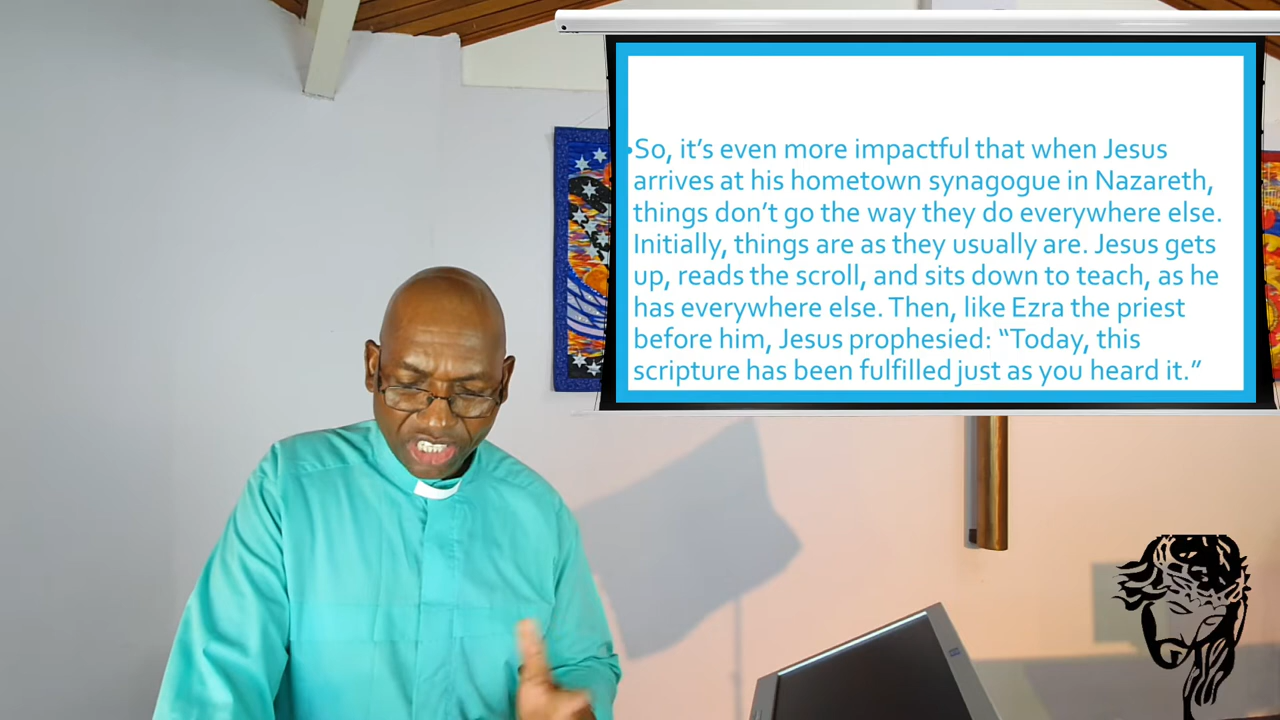 •So, it's even more impactful that when Jesus
arrives at his hometown synagogue in Nazareth,
things don't go the way they do everywhere else.
Initially, things are as they usually are. Jesus gets
up, reads the scroll, and sits down to teach, as he
has everywhere else. Then, like Ezra the priest
before him, Jesus prophesied: “Today, this
scripture has been fulfilled just as you heard it.”